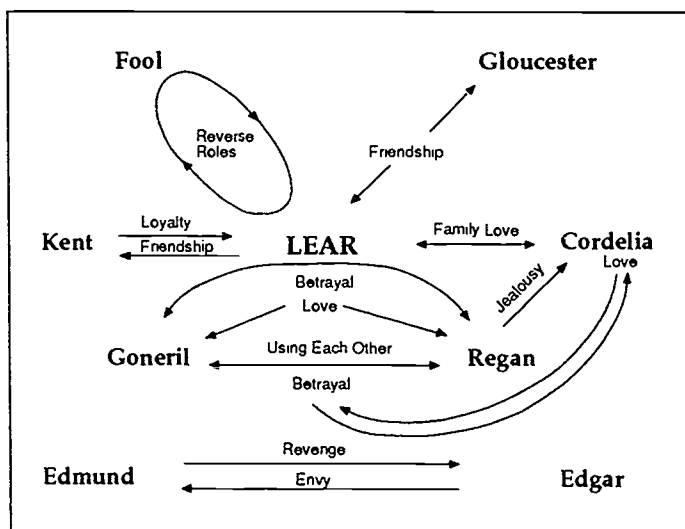 Fool
Gloucester
Reverse
Roles
Friendship
Loyalty
Kent
Friendship
LEAR
Family Love
Cordelia
Love
Jealousy
Betrayal
Love
Goneril
Using Each Other
Regan
Betrayal
Revenge
Edmund
Envy
Edgar